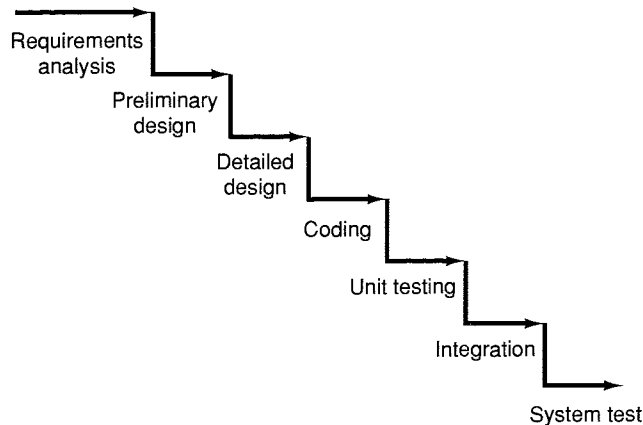 Requirements
analysis
Preliminary
design
Detailed
design
Coding
Unit testing
Integration
System test